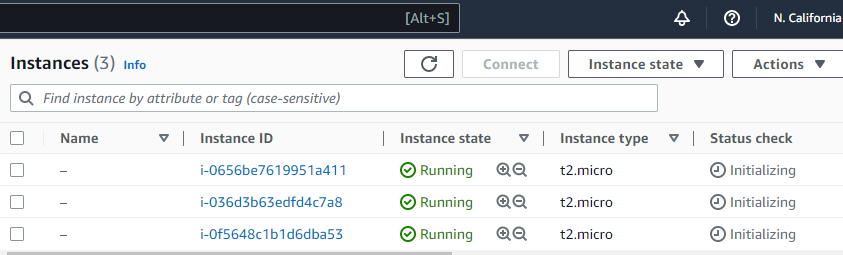 [Alt+S] N. California
Instances (3) Info Connect Instance state Actions
Find instance by attribute or tag (case-sensitive)
Name Instance ID Instance state Instance type Status check
– i-0656be7619951a411 Running t2.micro Initializing
– i-036d3b63edfd4c7a8 Running t2.micro Initializing
– i-0f5648c1b1d6dba53 Running t2.micro Initializing